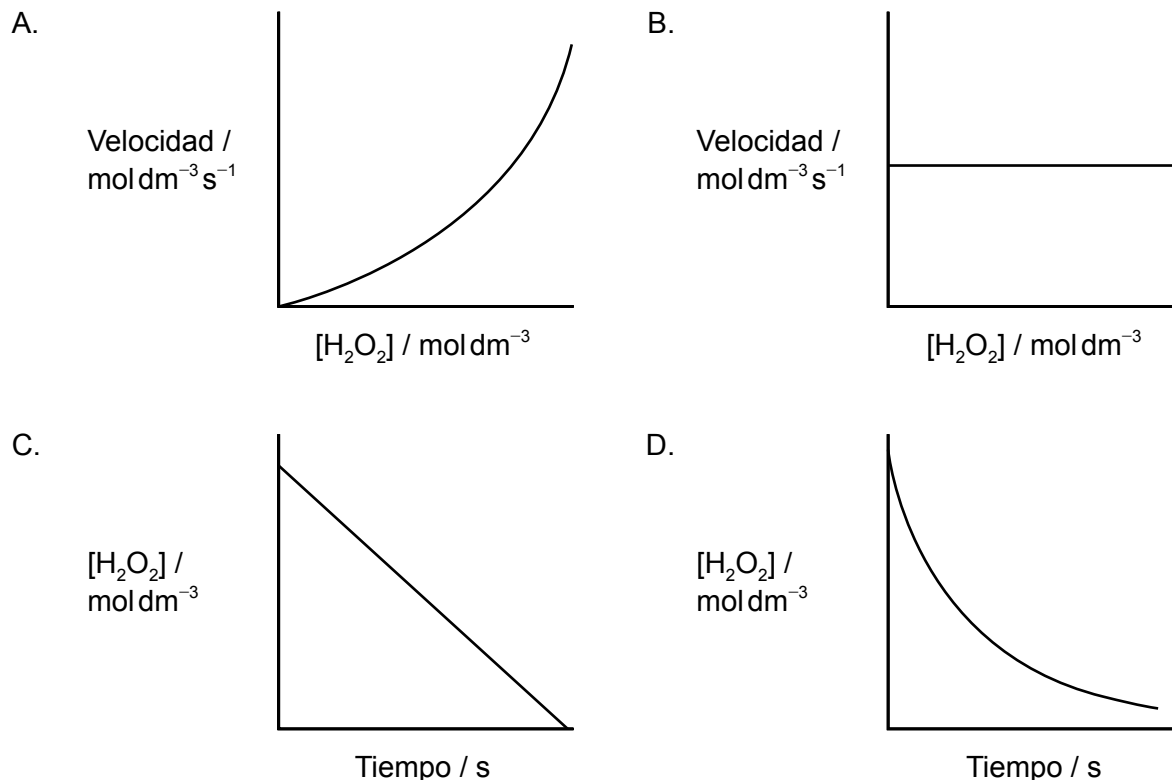 A.
Velocidad /
mol dm⁻³ s⁻¹
[H₂O₂] / mol dm⁻³
B.
Velocidad /
mol dm⁻³ s⁻¹
[H₂O₂] / mol dm⁻³
C.
[H₂O₂] /
mol dm⁻³
Tiempo / s
D.
[H₂O₂] /
mol dm⁻³
Tiempo / s